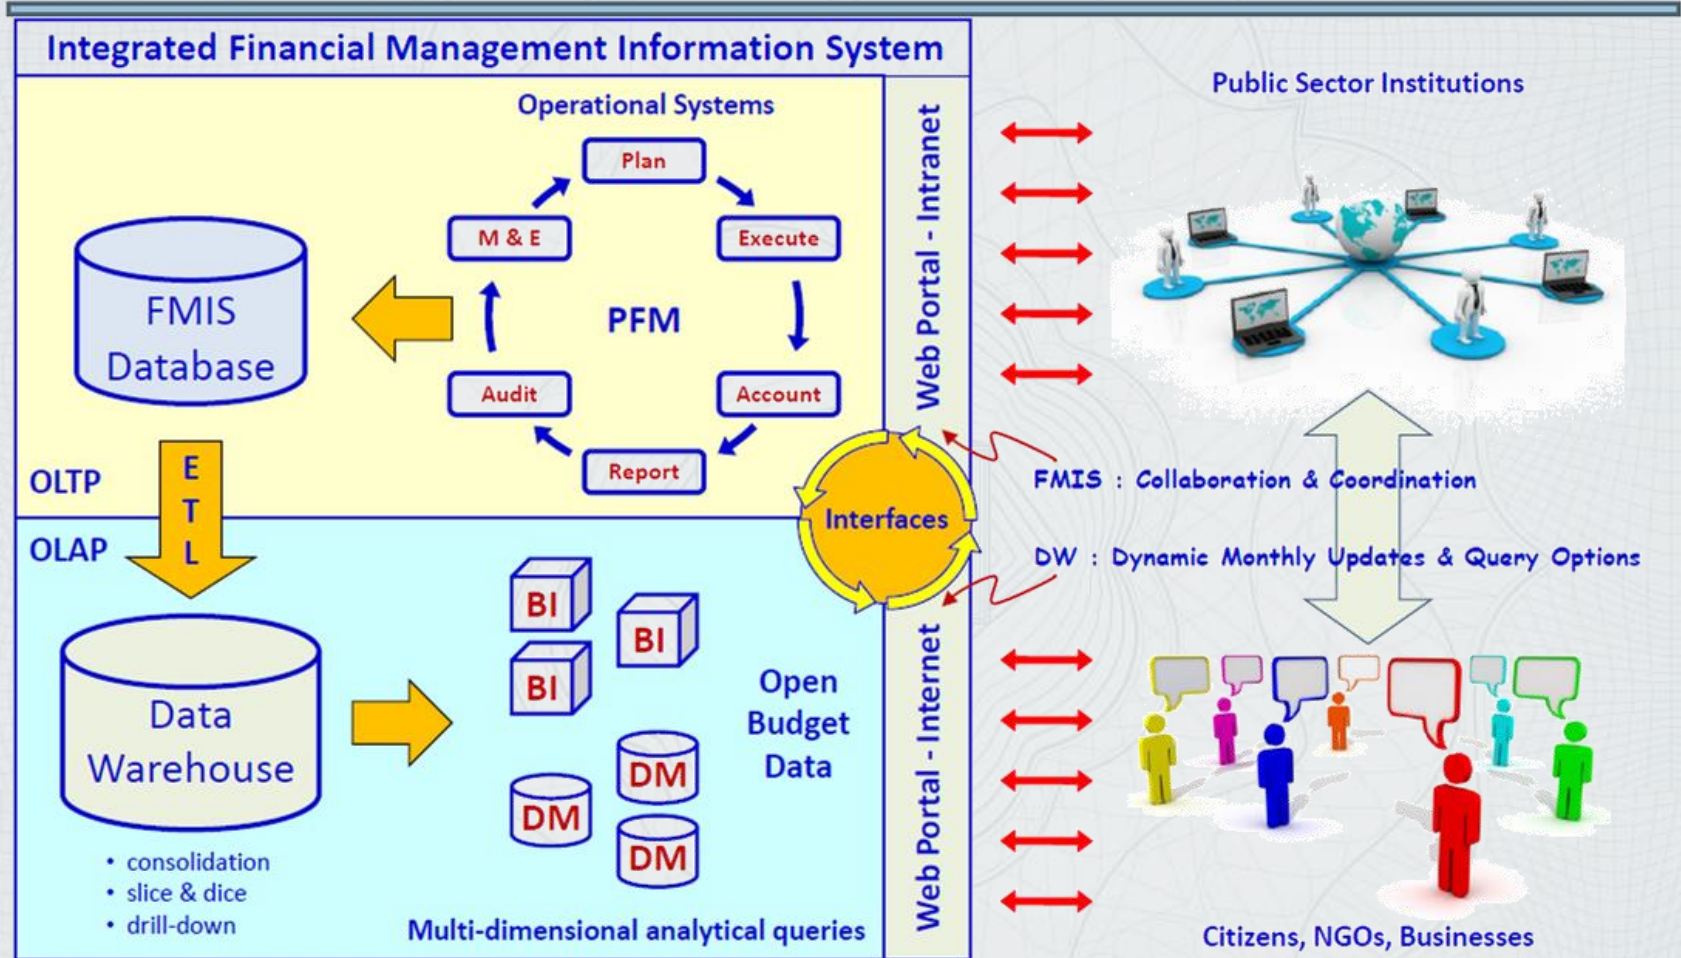 Integrated Financial Management Information System
Operational Systems
Plan
Execute
Account
Report
Audit
M & E
PFM
FMIS
Database
OLTP
E
T
L
OLAP
Data
Warehouse
• consolidation
• slice & dice
• drill-down
BI
BI
BI
DM
DM
DM
Open
Budget
Data
Multi-dimensional analytical queries
Web Portal - Intranet
Interfaces
Web Portal - Internet
Public Sector Institutions
FMIS : Collaboration & Coordination
DW : Dynamic Monthly Updates & Query Options
Citizens, NGOs, Businesses